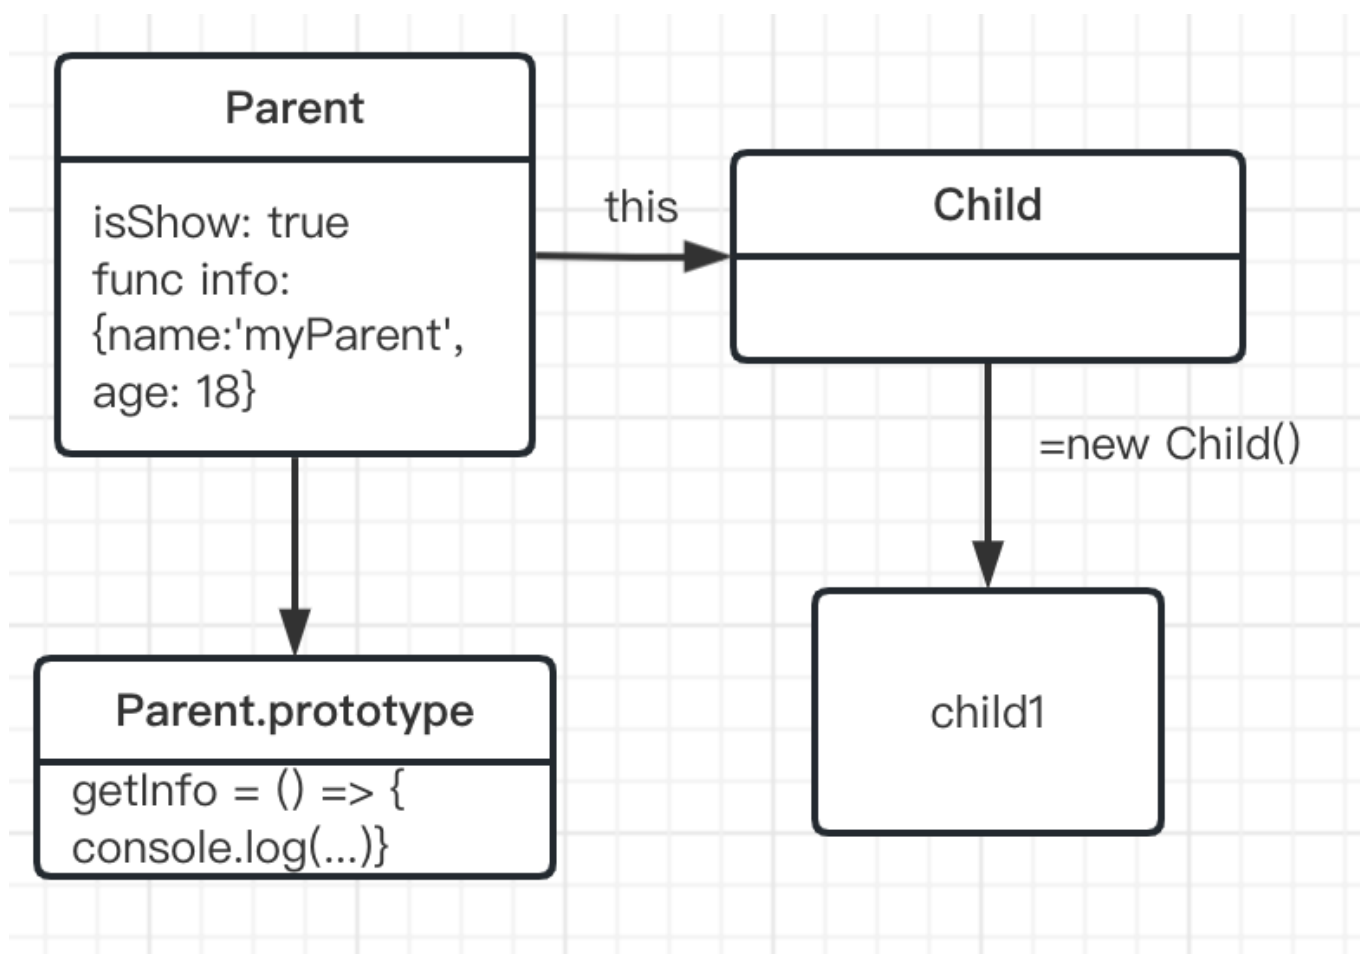 Parent
isShow: true
func info:
{name:'myParent',
age: 18}
this
Child
=new Child()
Parent.prototype
getInfo = () => {
console.log(...)}
child1